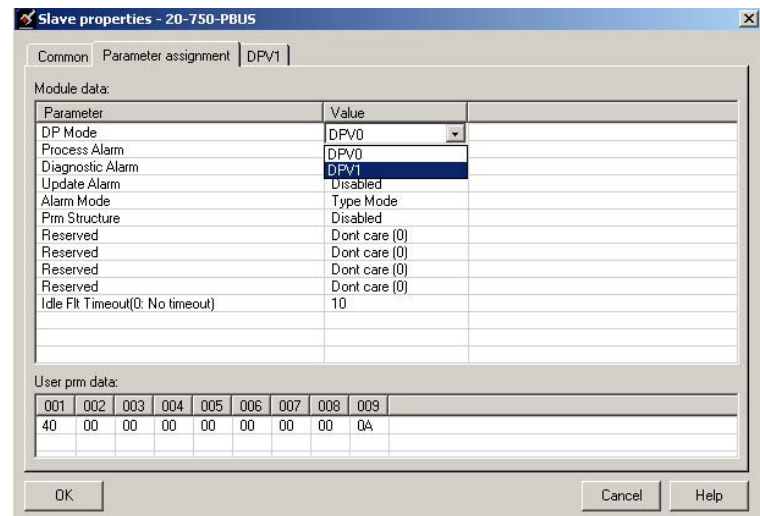 Slave properties - 20-750-PBUS
Common Parameter assignment DPV1
Module data:
Parameter Value
DP Mode DPV0
Process Alarm DPV0
Diagnostic Alarm DPV1
Update Alarm Disabled
Alarm Mode Type Mode
Prm Structure Disabled
Reserved Dont care (0)
Reserved Dont care (0)
Reserved Dont care (0)
Reserved Dont care (0)
Idle Flt Timeout(0: No timeout) 10
User prm data:
001 002 003 004 005 006 007 008 009
40 00 00 00 00 00 00 00 0A
OK Cancel Help